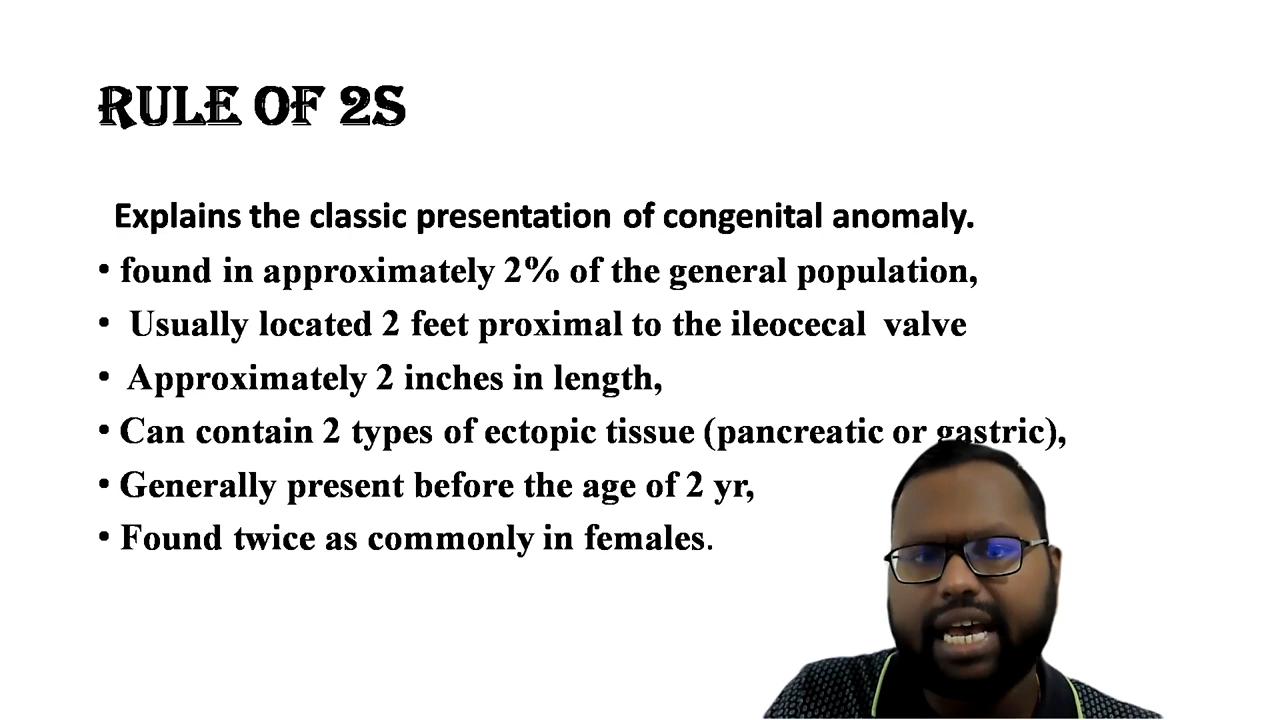 RULE OF 2S
Explains the classic presentation of congenital anomaly.
• found in approximately 2% of the general population,
• Usually located 2 feet proximal to the ileocecal valve
• Approximately 2 inches in length,
• Can contain 2 types of ectopic tissue (pancreatic or gastric),
• Generally present before the age of 2 yr,
• Found twice as commonly in females.